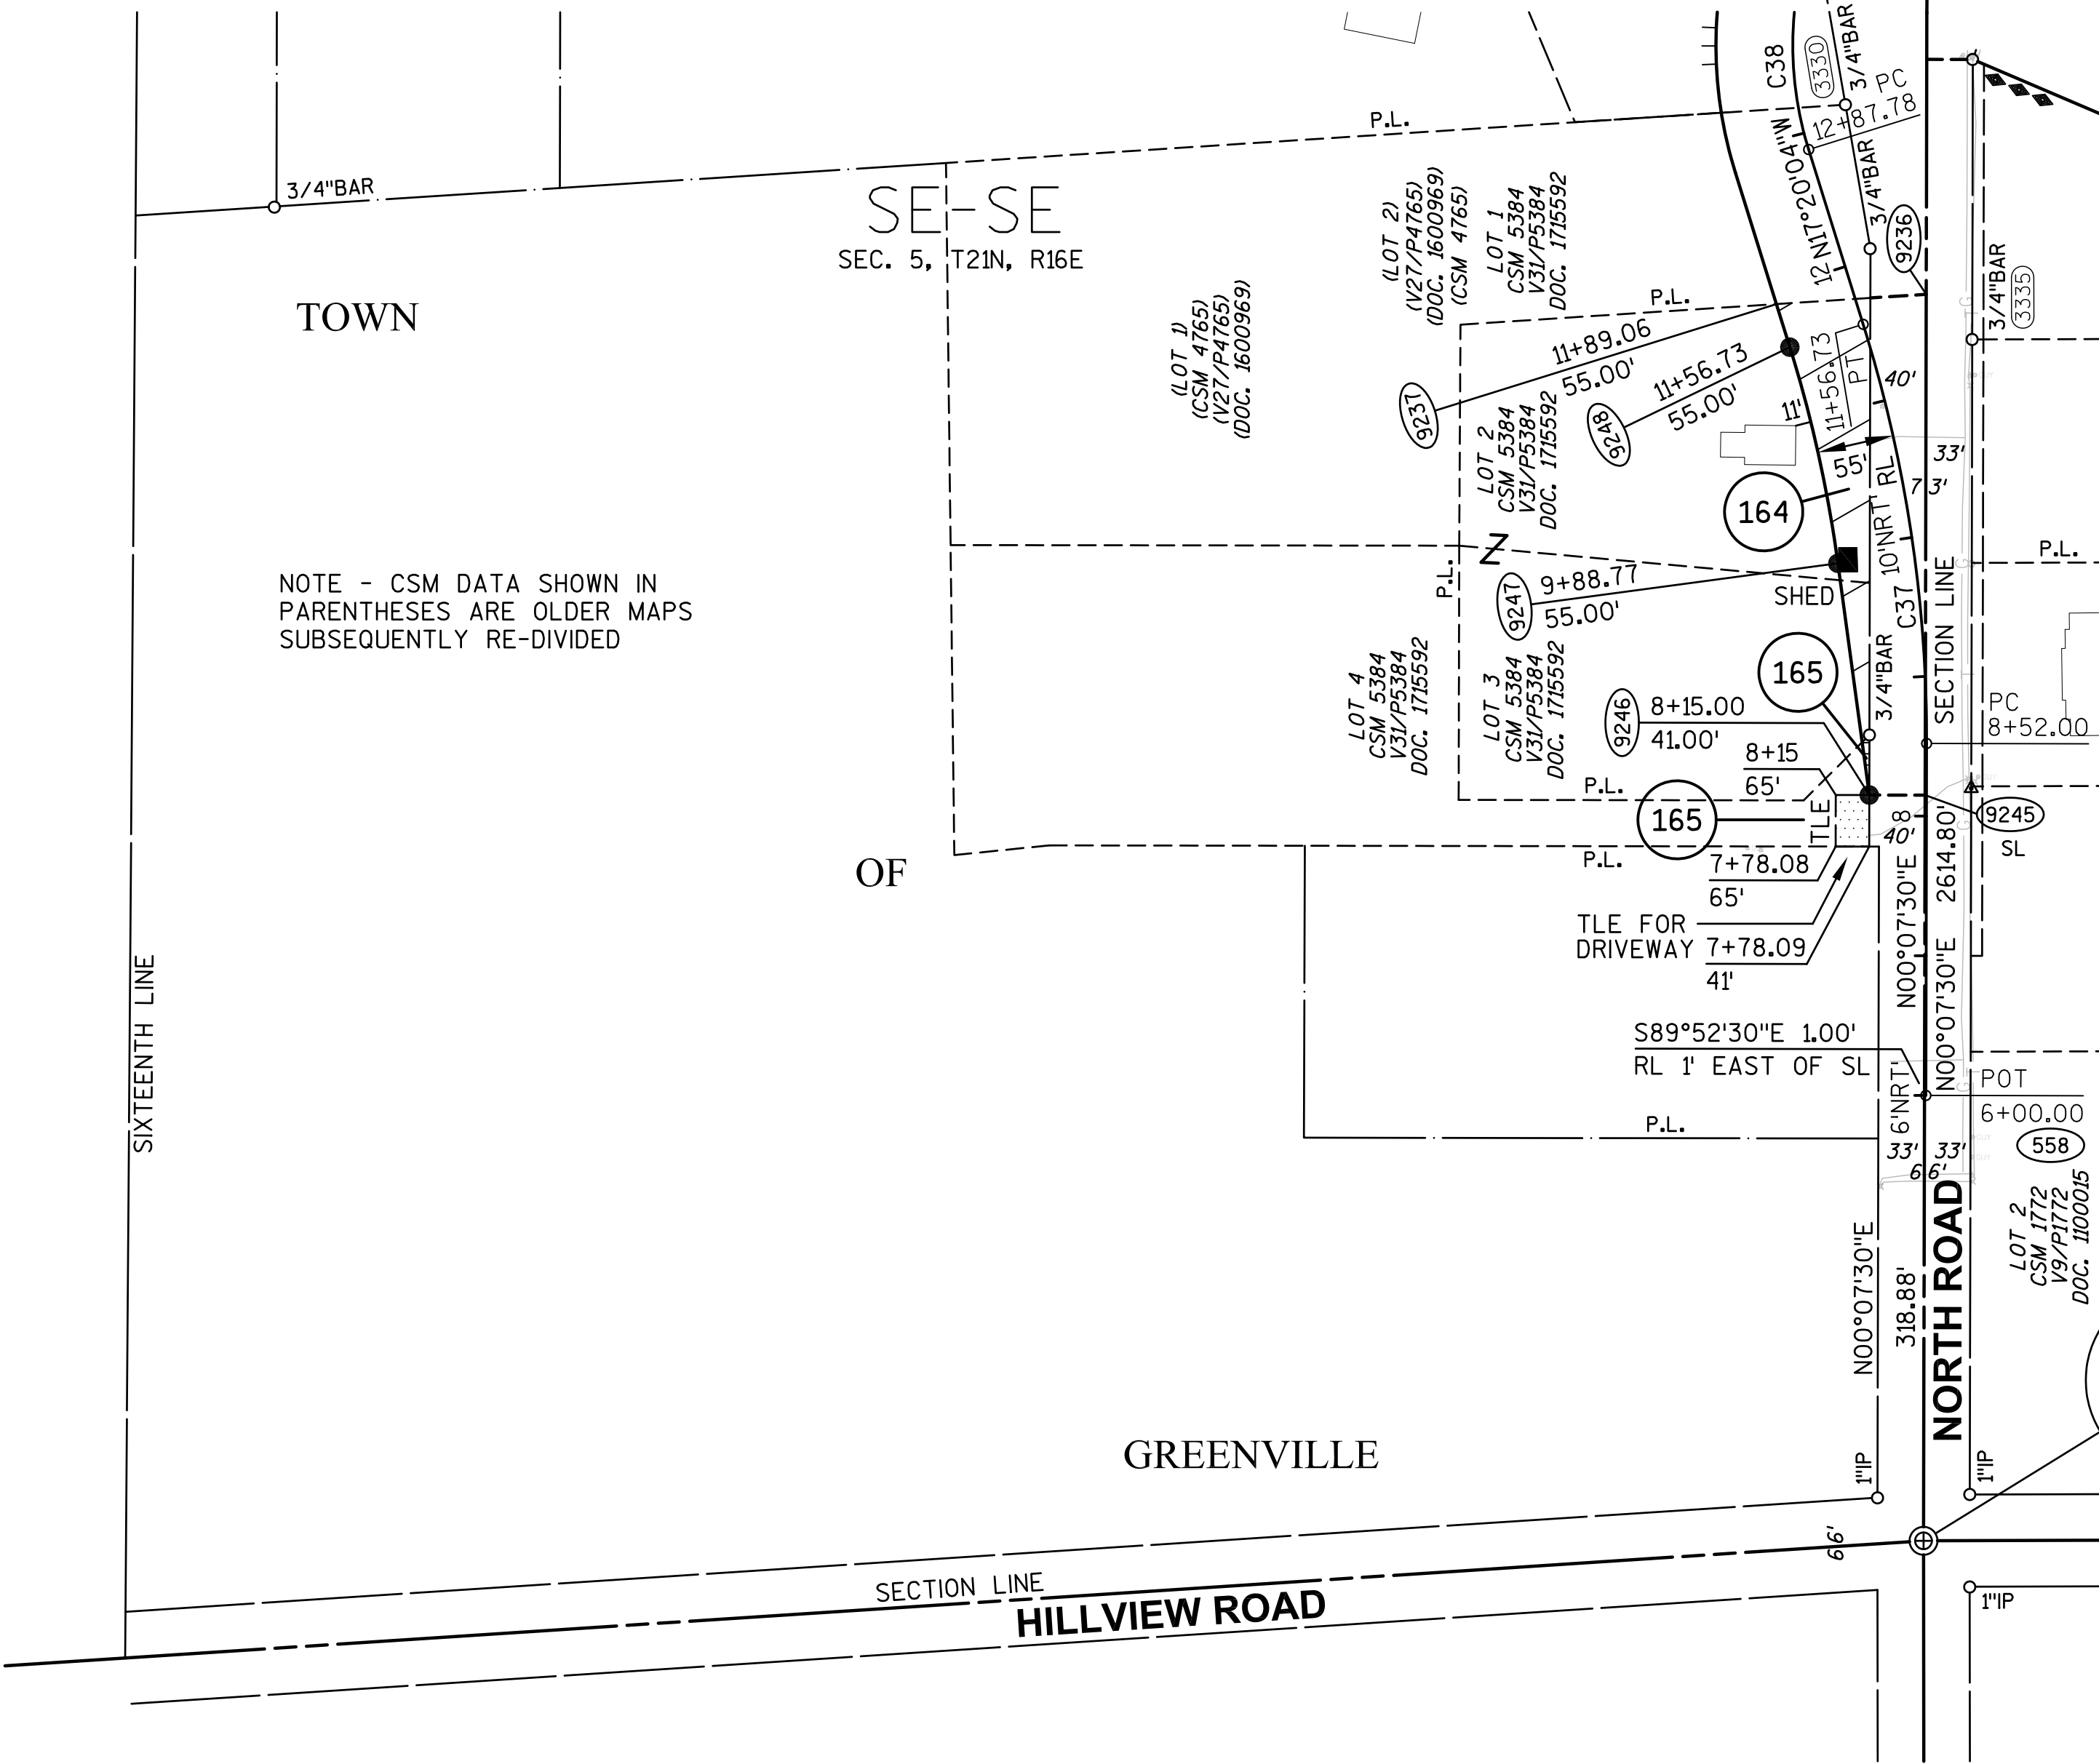 C38
3330
3/4"BAR
PC
12+87.78
P.L.
3/4"BAR
3/4"BAR
SE-SE
SEC. 5, T21N, R16E
TOWN
(LOT 2)
(V27/P4765)
(DOC. 1600969)
(CSM 4765)
LOT 1
CSM 5384
V31/P5384
DOC. 1715592
12
N17°20'04"W
9236
3/4"BAR
3335
P.L.
(LOT 1)
(CSM 4765)
(V27/P4765)
(DOC. 1600969)
9237
11+89.06
55.00'
9248
11+56.73
55.00'
11+56.73
PT
40'
11'
LOT 2
CSM 5384
V31/P5384
DOC. 1715592
55'
33'
7 3'
164
10'NRT'
RL
Z
P.L.
P.L.
NOTE - CSM DATA SHOWN IN
PARENTHESES ARE OLDER MAPS
SUBSEQUENTLY RE-DIVIDED
9247
9+88.77
55.00'
SHED
C37
SECTION LINE
LOT 4
CSM 5384
V31/P5384
DOC. 1715592
LOT 3
CSM 5384
V31/P5384
DOC. 1715592
165
3/4"BAR
9246
8+15.00
41.00'
PC
8+52.00
8+15
65'
P.L.
165
TLE
8
40'
9245
SL
OF
P.L.
7+78.08
65'
TLE FOR
DRIVEWAY
7+78.09
41'
N00°07'30"E
N00°07'30"E 2614.80'
SIXTEENTH LINE
S89°52'30"E 1.00'
RL 1' EAST OF SL
6'NRT'
POT
6+00.00
P.L.
558
33'
33'
6 6'
LOT 2
CSM 1772
V9/P1772
DOC. 1100015
N00°07'30"E
318.88'
NORTH ROAD
GREENVILLE
1"IP
1"IP
66'
SECTION LINE
HILLVIEW ROAD
1"IP